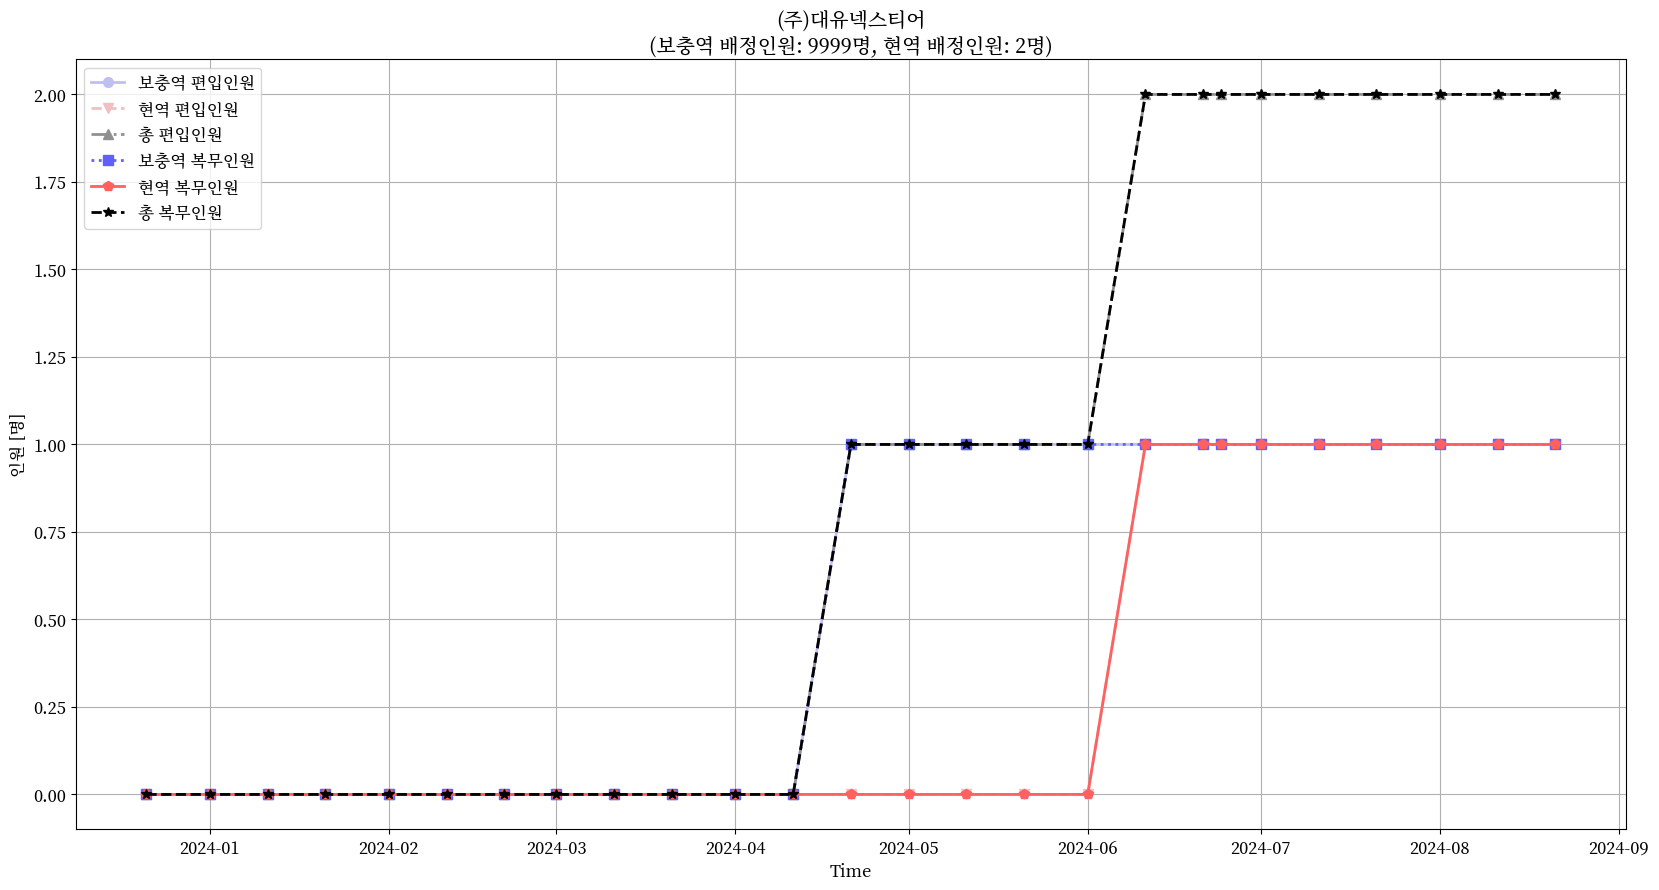 (주)대유넥스티어
(보충역 배정인원: 9999명, 현역 배정인원: 2명)
보충역 편입인원
현역 편입인원
총 편입인원
보충역 복무인원
현역 복무인원
총 복무인원
2.00
1.75
1.50
1.25
1.00
0.75
0.50
0.25
0.00
인원 [명]
2024-01
2024-02
2024-03
2024-04
2024-05
2024-06
2024-07
2024-08
2024-09
Time